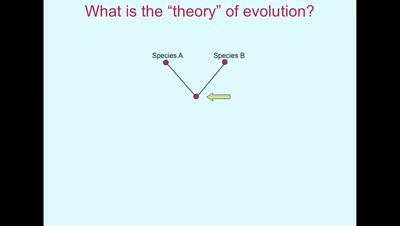 What is the “theory” of evolution?
Species A Species B